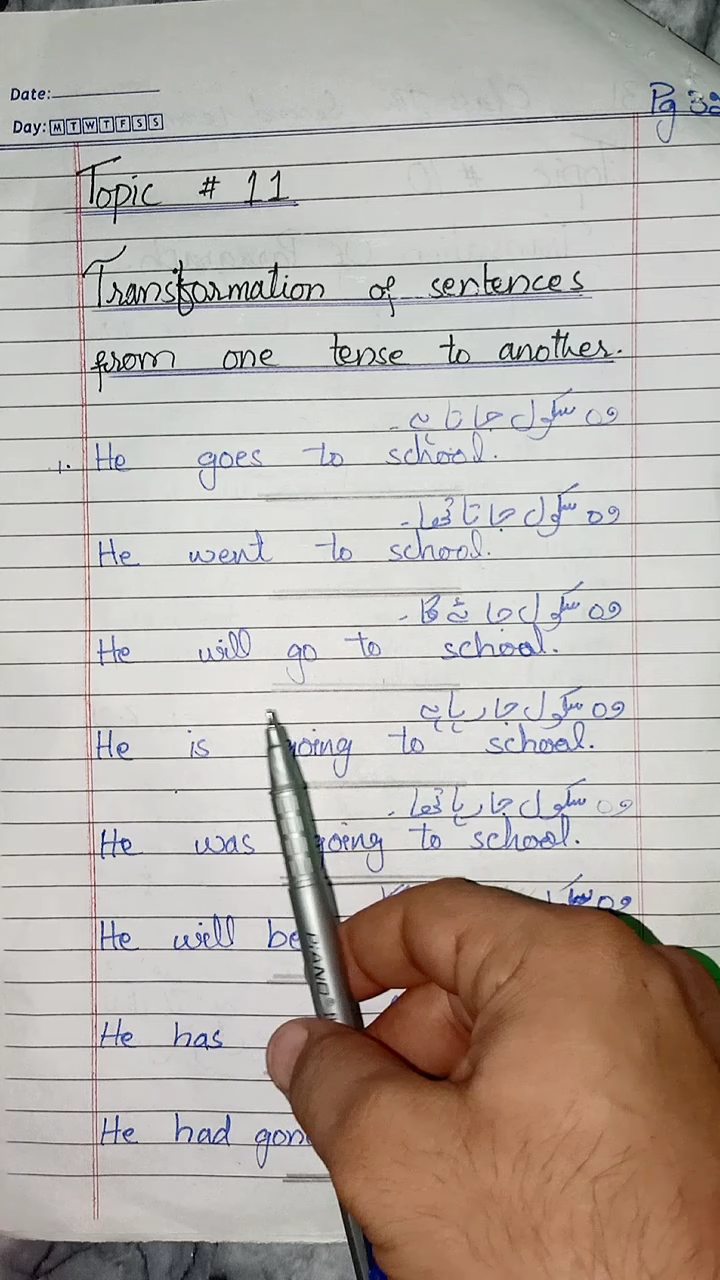 Date:
Pg 32
Day: M T W T F S S
Topic # 11
Transformation of sentences
from one tense to another.
وہ سکول جاتا ہے۔
1. He goes to school.
وہ سکول جاتا تھا۔
He went to school.
وہ سکول جائے گا۔
He will go to school.
وہ سکول جا رہا ہے۔
He is going to school.
وہ سکول جا رہا تھا۔
He was going to school.
وہ
He will be
He has
He had
PIANO